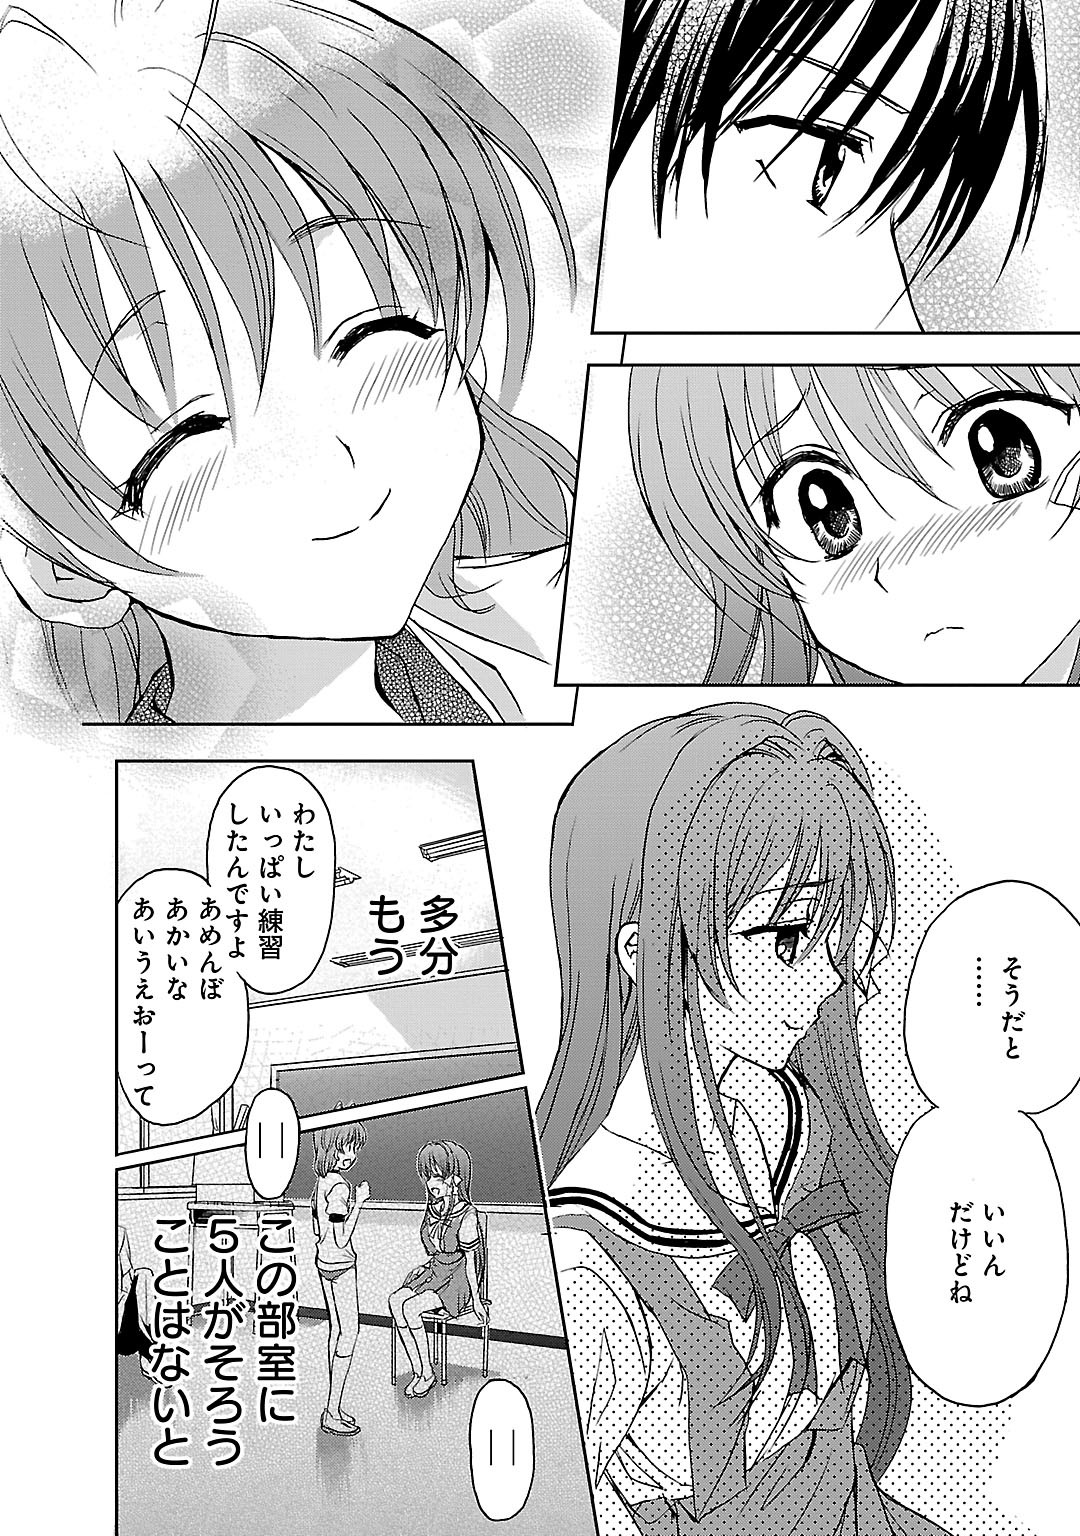 そうだと
……
いいん
だけどね
わたし
いっぱい練習
したんですよ
あめんぼ
あかいな
あいうえおーって
多分
もう
この部室に
５人がそろう
ことはないと